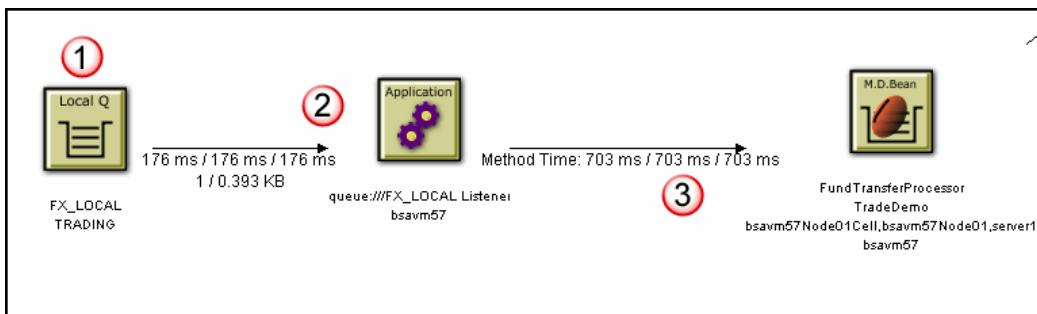 1
Local Q
FX_LOCAL
TRADING
176 ms / 176 ms / 176 ms
1 / 0.393 KB
2
Application
queue:///FX_LOCAL Listener
bsavm57
Method Time: 703 ms / 703 ms / 703 ms
3
M.D.Bean
FundTransferProcessor
TradeDemo
bsavm57Node01Cell,bsavm57Node01,server1
bsavm57